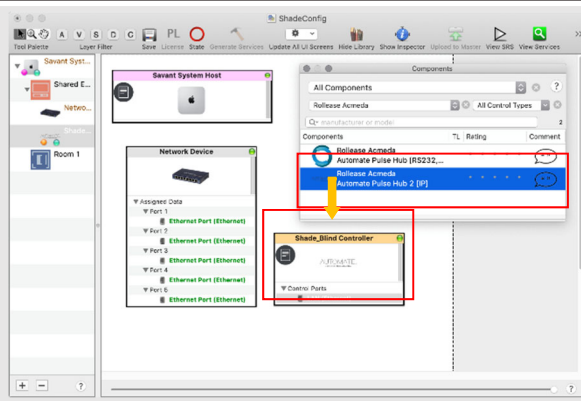 ShadeConfig
A V S D C PL
Tool Palette Layer Filter Save License State Generate Services Update All UI Screens Hide Library Show Inspector Upload to Master View SRS View Services
Savant Syst...
Shared E...
Netwo...
Shade...
Room 1
Savant System Host
Network Device
Assigned Data
Port 1
Ethernet Port (Ethernet)
Port 2
Ethernet Port (Ethernet)
Port 3
Ethernet Port (Ethernet)
Port 4
Ethernet Port (Ethernet)
Port 5
Ethernet Port (Ethernet)
Components
All Components
?
Rollease Acmeda All Control Types
manufacturer or model
2
Components TL Rating Comment
Rollease Acmeda
Automate Pulse Hub [RS232,...
Rollease Acmeda
Automate Pulse Hub 2 [IP]
Shade_Blind Controller
AUTOMATE
Control Ports
+ − ?
?